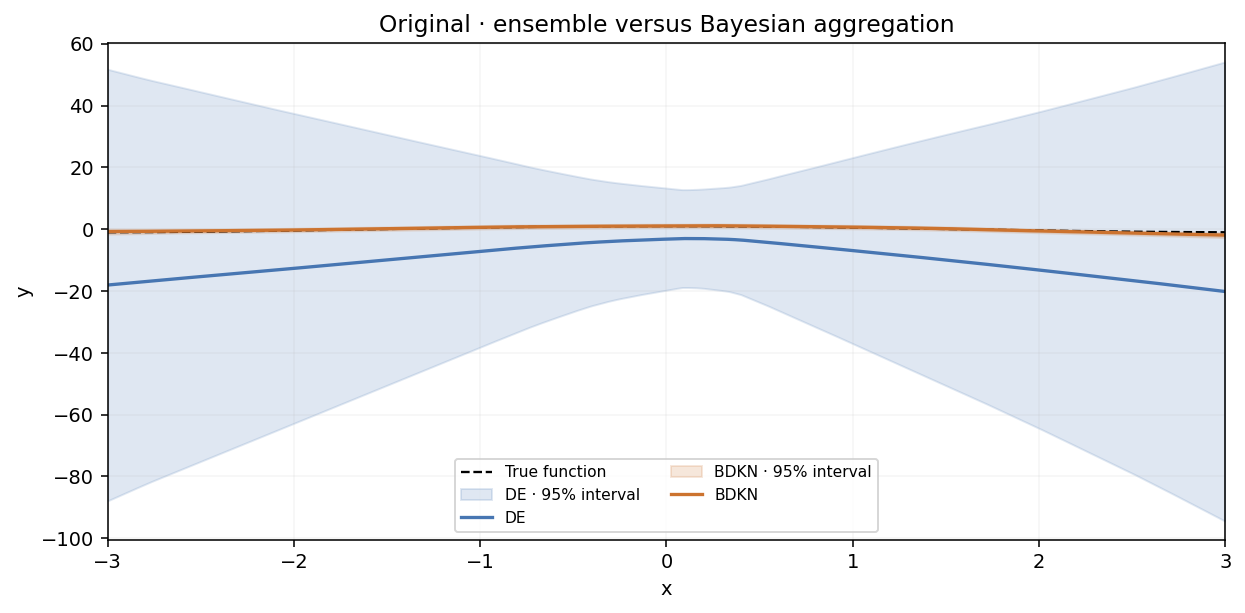 Original · ensemble versus Bayesian aggregation
60
40
20
0
−20
−40
−60
−80
−100
y
True function
DE · 95% interval
DE
BDKN · 95% interval
BDKN
−3
−2
−1
0
1
2
3
x